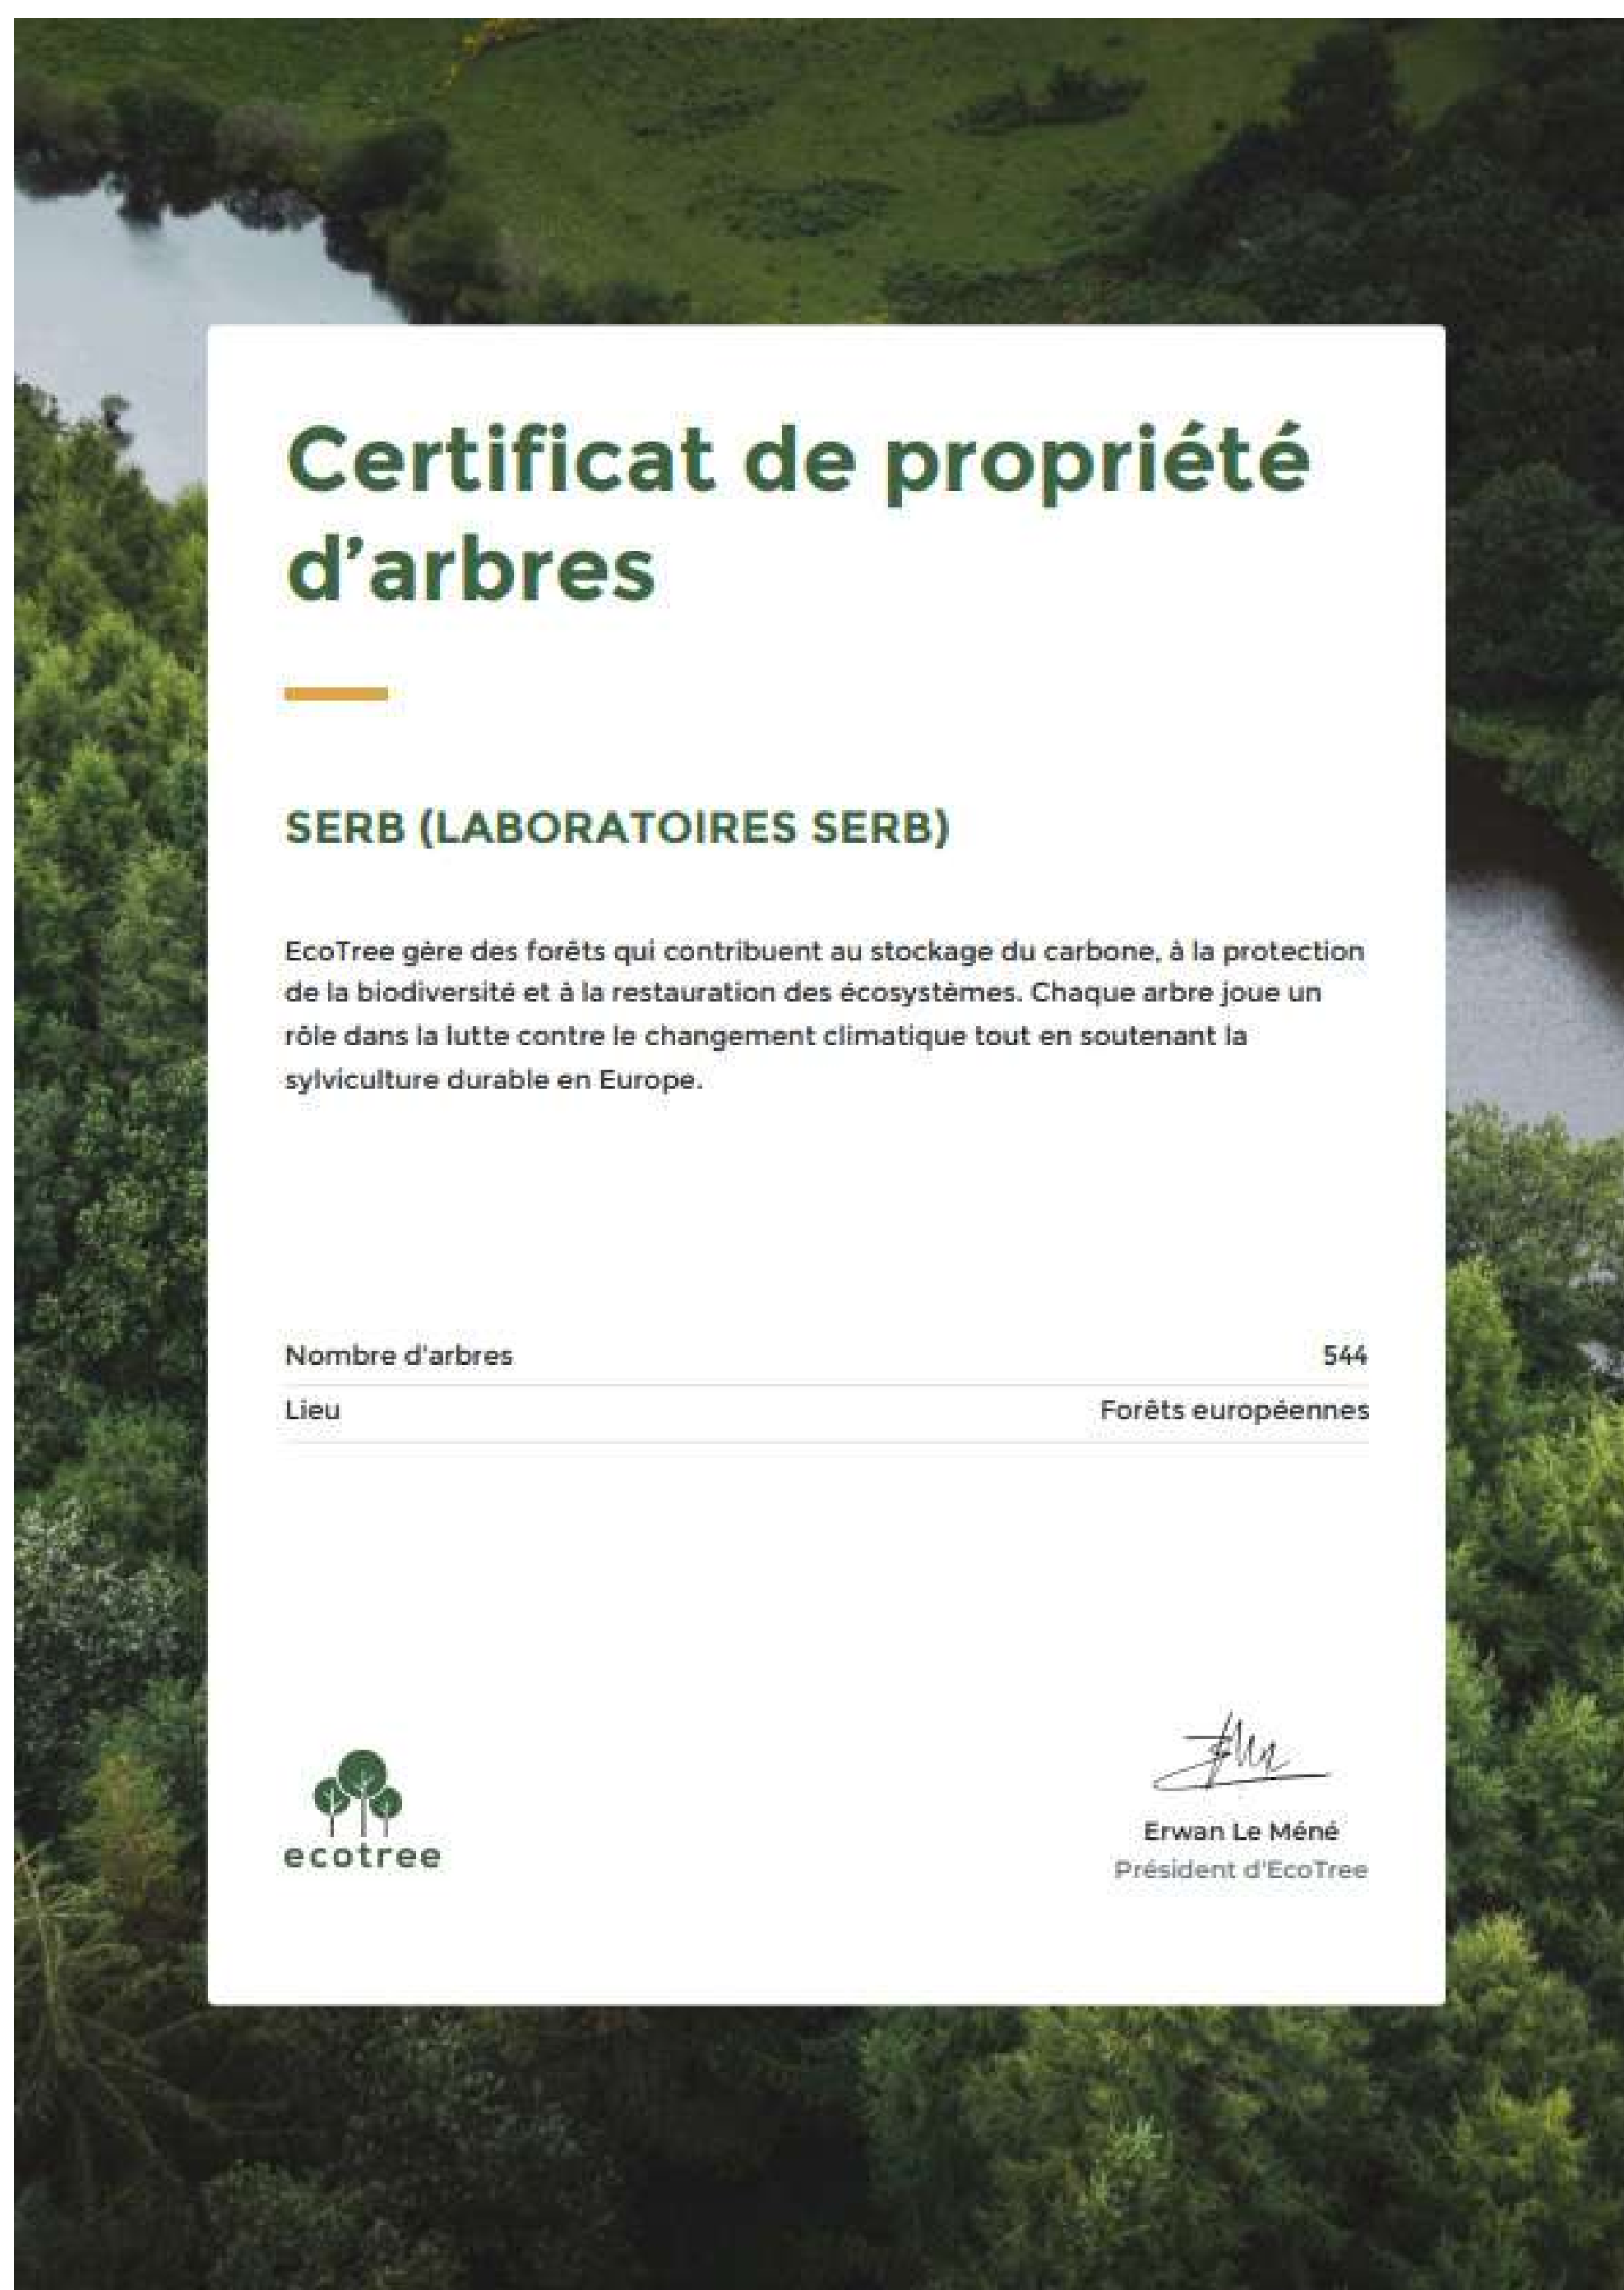 Certificat de propriété
d'arbres
SERB (LABORATOIRES SERB)
EcoTree gère des forêts qui contribuent au stockage du carbone, à la protection
de la biodiversité et à la restauration des écosystèmes. Chaque arbre joue un
rôle dans la lutte contre le changement climatique tout en soutenant la
sylviculture durable en Europe.
Nombre d'arbres 544
Lieu Forêts européennes
ecotree
Erwan Le Méné
Président d'EcoTree